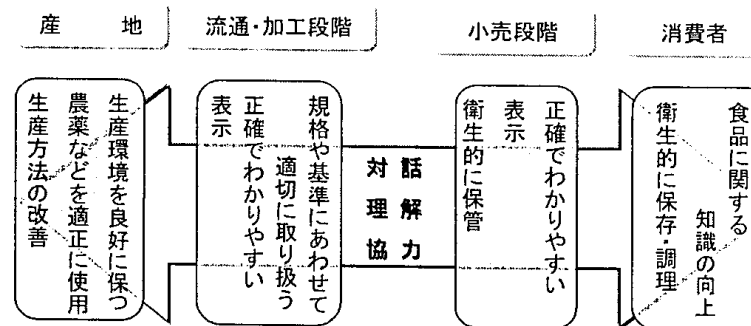 産地
流通・加工段階
小売段階
消費者
生産環境を良好に保つ
農薬などを適正に使用
生産方法の改善
規格や基準にあわせて
適切に取り扱う
正確でわかりやすい
表示
対話
理解
協力
正確でわかりやすい
表示
衛生的に保管
食品に関する
知識の向上
衛生的に保存・調理